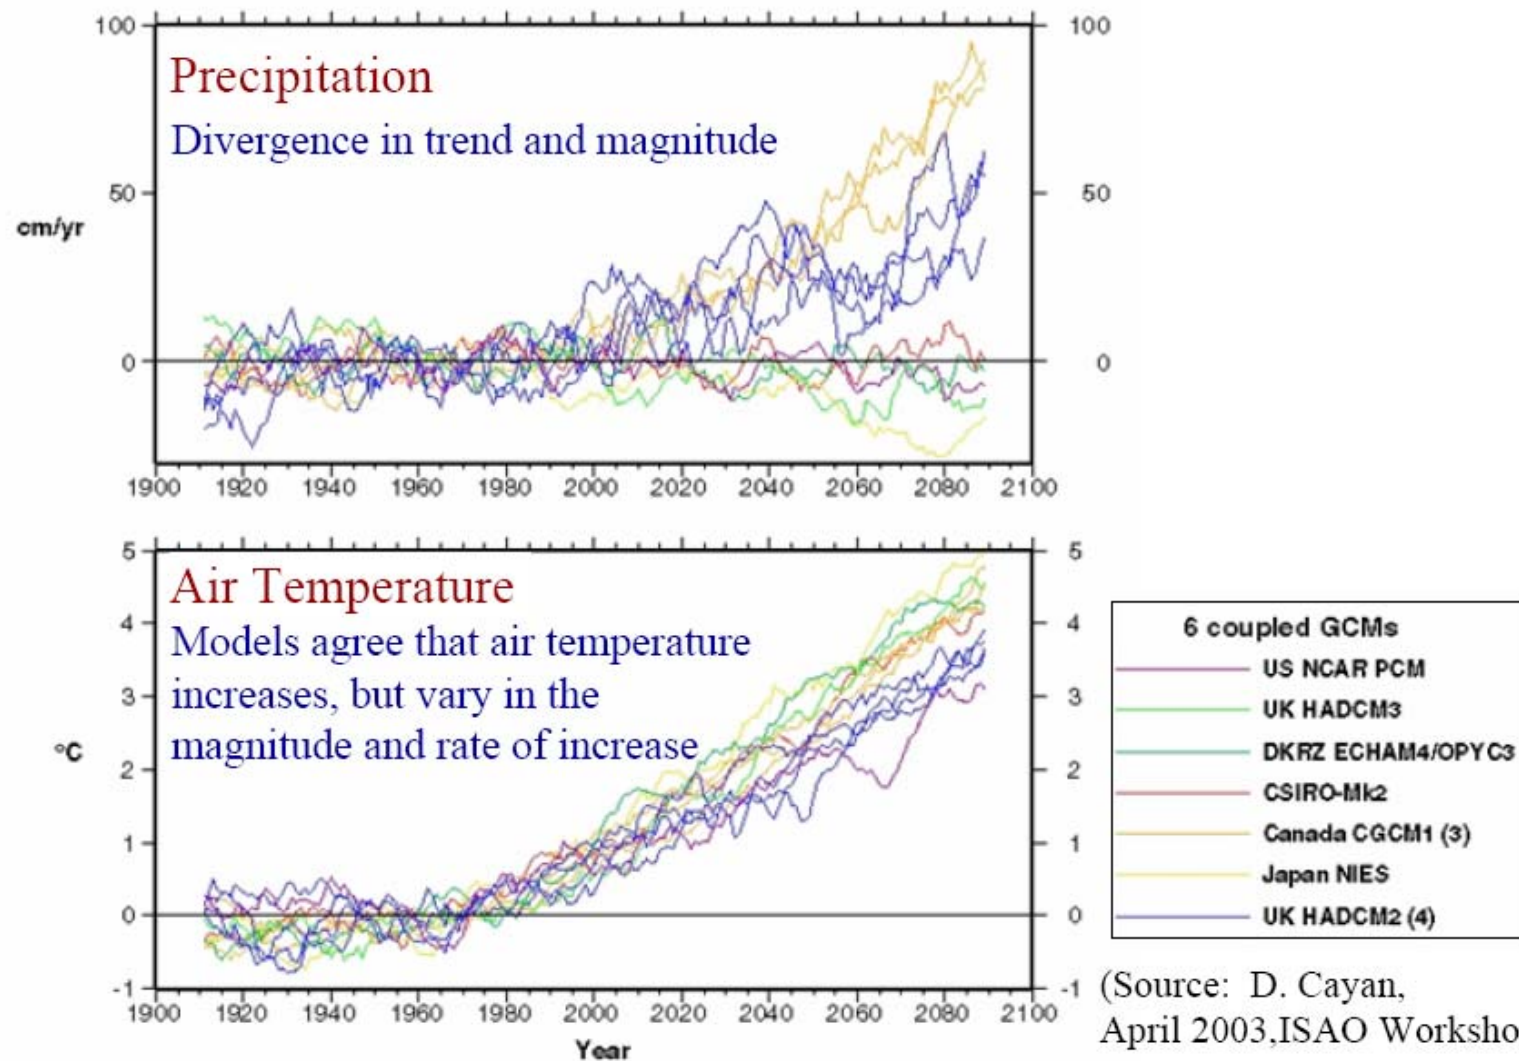 100
100
Precipitation
Divergence in trend and magnitude
50
50
cm/yr
0
0
1900 1920 1940 1960 1980 2000 2020 2040 2060 2080 2100
5
5
Air Temperature
Models agree that air temperature
increases, but vary in the
magnitude and rate of increase
4
4
3
3
°C
2
2
1
1
0
0
-1
-1
1900 1920 1940 1960 1980 2000 2020 2040 2060 2080 2100
Year
6 coupled GCMs
US NCAR PCM
UK HADCM3
DKRZ ECHAM4/OPYC3
CSIRO-Mk2
Canada CGCM1 (3)
Japan NIES
UK HADCM2 (4)
(Source: D. Cayan,
April 2003,ISAO Worksho